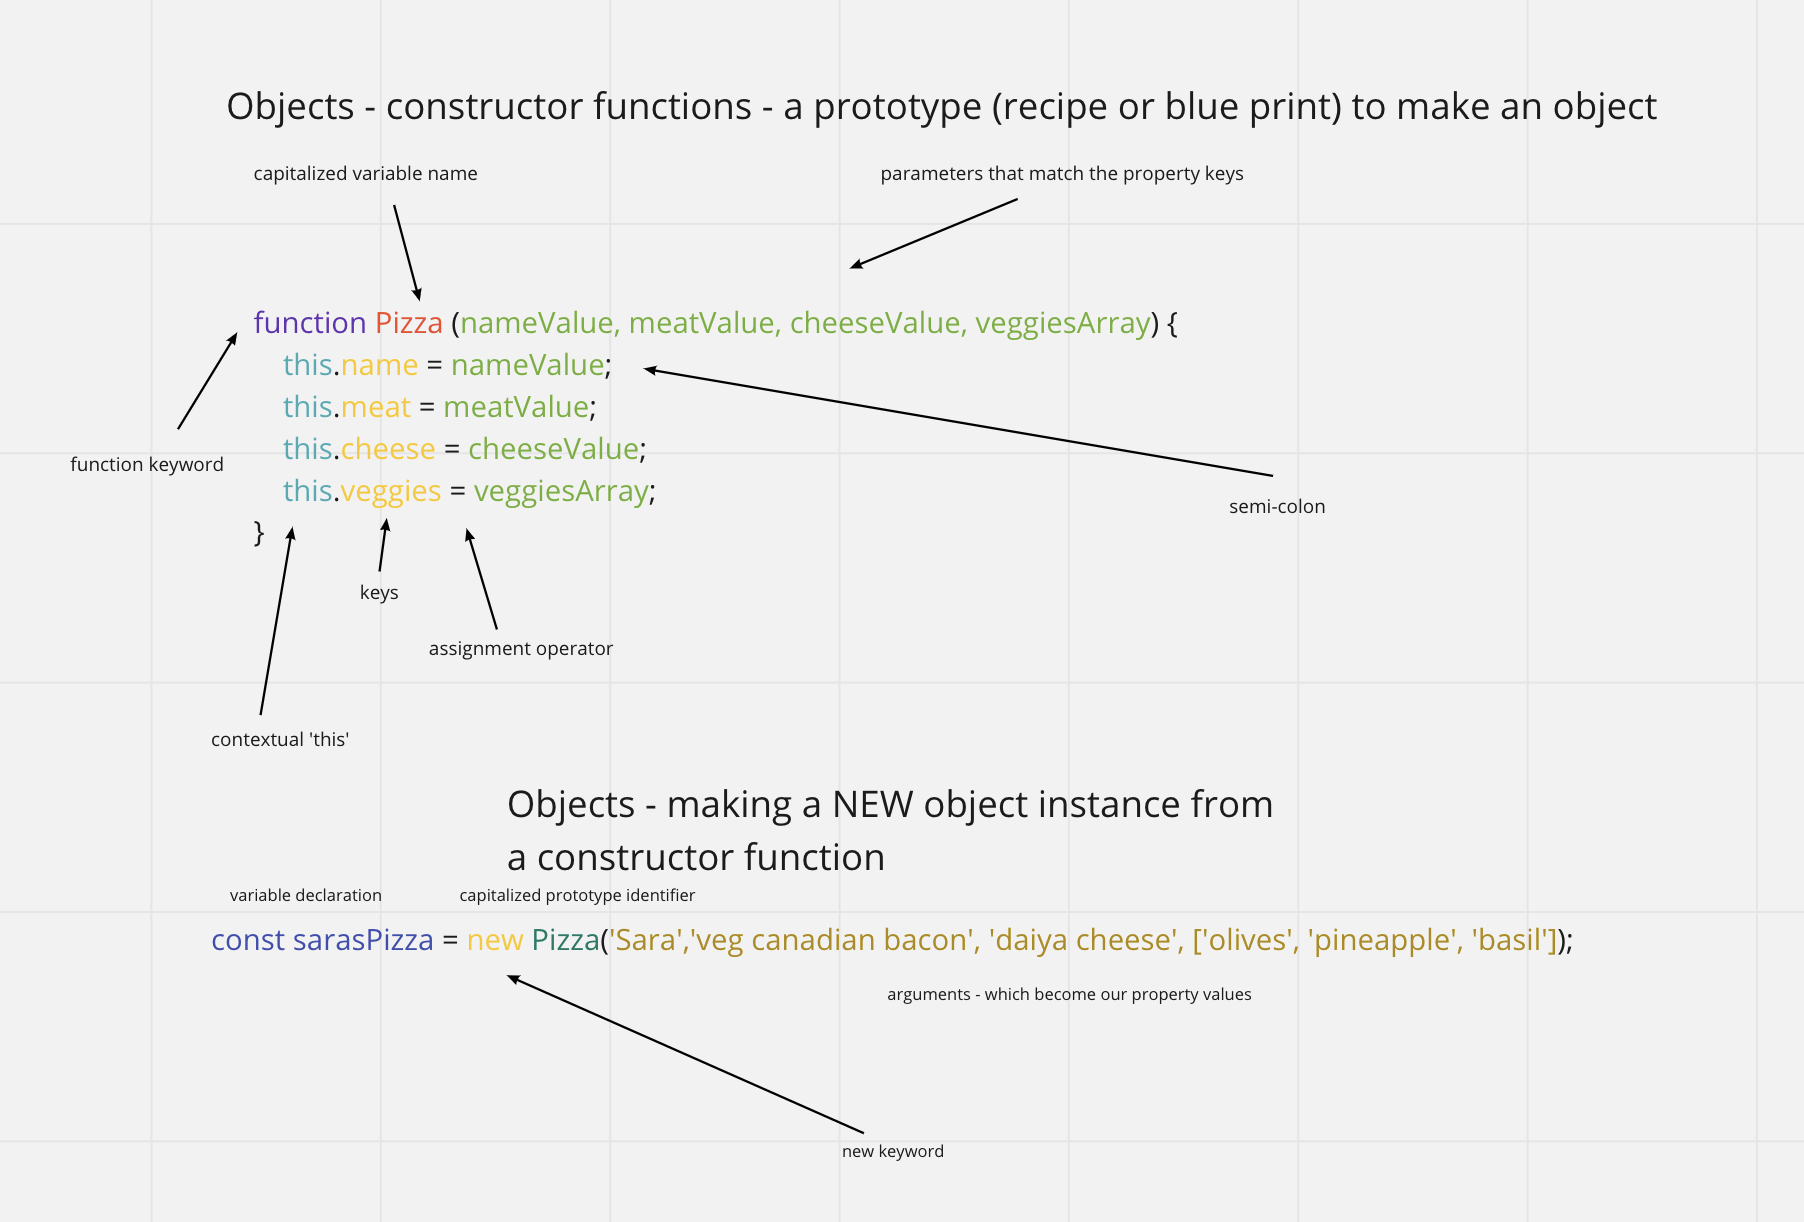 Objects - constructor functions - a prototype (recipe or blue print) to make an object
capitalized variable name
parameters that match the property keys
function Pizza (nameValue, meatValue, cheeseValue, veggiesArray) {
this.name = nameValue;
this.meat = meatValue;
this.cheese = cheeseValue;
function keyword
this.veggies = veggiesArray;
semi-colon
}
keys
assignment operator
contextual 'this'
Objects - making a NEW object instance from
a constructor function
variable declaration
capitalized prototype identifier
const sarasPizza = new Pizza('Sara','veg canadian bacon', 'daiya cheese', ['olives', 'pineapple', 'basil']);
arguments - which become our property values
new keyword